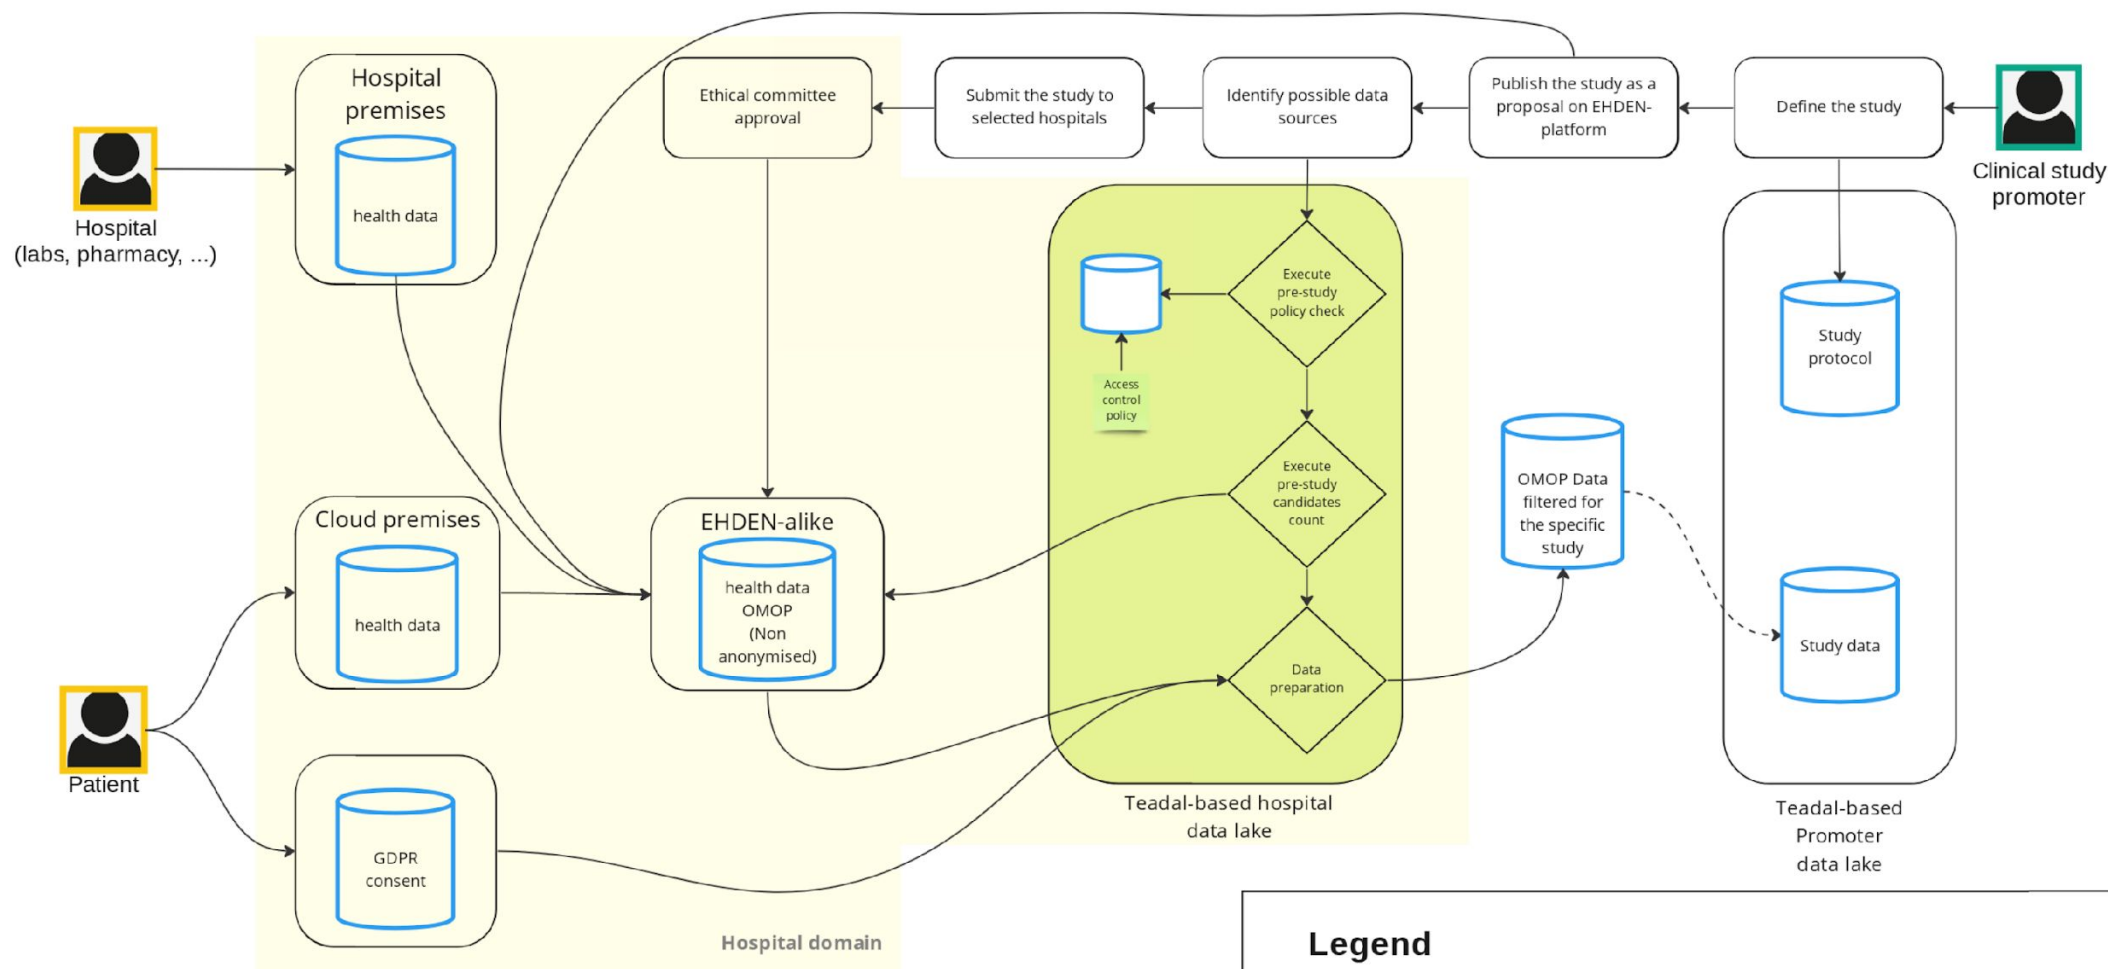 Hospital
premises
health data
Hospital
(labs, pharmacy, ...)
Ethical committee
approval
Submit the study to
selected hospitals
Identify possible data
sources
Publish the study as a
proposal on EHDEN-
platform
Define the study
Clinical study
promoter
Execute
pre-study
policy check
Access
control
policy
Study
protocol
Execute
pre-study
candidates
count
OMOP Data
filtered for
the specific
study
Cloud premises
health data
EHDEN-alike
health data
OMOP
(Non
anonymised)
Data
preparation
Study data
Patient
Teadal-based hospital
data lake
Teadal-based
Promoter
data lake
GDPR
consent
Hospital domain
Legend